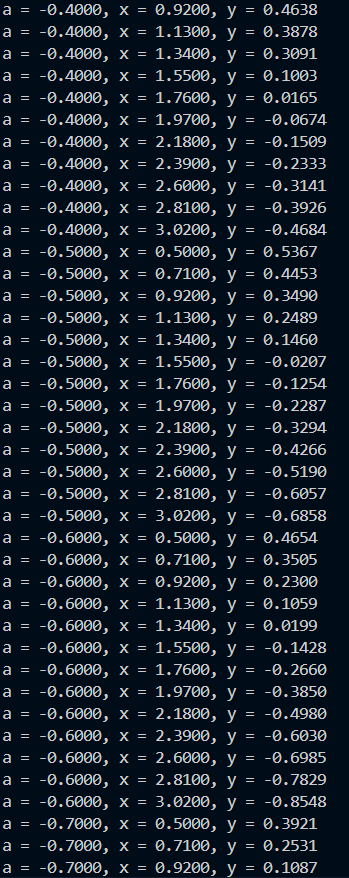 a = -0.4000, x = 0.9200, y = 0.4638
a = -0.4000, x = 1.1300, y = 0.3878
a = -0.4000, x = 1.3400, y = 0.3091
a = -0.4000, x = 1.5500, y = 0.1003
a = -0.4000, x = 1.7600, y = 0.0165
a = -0.4000, x = 1.9700, y = -0.0674
a = -0.4000, x = 2.1800, y = -0.1509
a = -0.4000, x = 2.3900, y = -0.2333
a = -0.4000, x = 2.6000, y = -0.3141
a = -0.4000, x = 2.8100, y = -0.3926
a = -0.4000, x = 3.0200, y = -0.4684
a = -0.5000, x = 0.5000, y = 0.5367
a = -0.5000, x = 0.7100, y = 0.4453
a = -0.5000, x = 0.9200, y = 0.3490
a = -0.5000, x = 1.1300, y = 0.2489
a = -0.5000, x = 1.3400, y = 0.1460
a = -0.5000, x = 1.5500, y = -0.0207
a = -0.5000, x = 1.7600, y = -0.1254
a = -0.5000, x = 1.9700, y = -0.2287
a = -0.5000, x = 2.1800, y = -0.3294
a = -0.5000, x = 2.3900, y = -0.4266
a = -0.5000, x = 2.6000, y = -0.5190
a = -0.5000, x = 2.8100, y = -0.6057
a = -0.5000, x = 3.0200, y = -0.6858
a = -0.6000, x = 0.5000, y = 0.4654
a = -0.6000, x = 0.7100, y = 0.3505
a = -0.6000, x = 0.9200, y = 0.2300
a = -0.6000, x = 1.1300, y = 0.1059
a = -0.6000, x = 1.3400, y = 0.0199
a = -0.6000, x = 1.5500, y = -0.1428
a = -0.6000, x = 1.7600, y = -0.2660
a = -0.6000, x = 1.9700, y = -0.3850
a = -0.6000, x = 2.1800, y = -0.4980
a = -0.6000, x = 2.3900, y = -0.6030
a = -0.6000, x = 2.6000, y = -0.6985
a = -0.6000, x = 2.8100, y = -0.7829
a = -0.6000, x = 3.0200, y = -0.8548
a = -0.7000, x = 0.5000, y = 0.3921
a = -0.7000, x = 0.7100, y = 0.2531
a = -0.7000, x = 0.9200, y = 0.1087